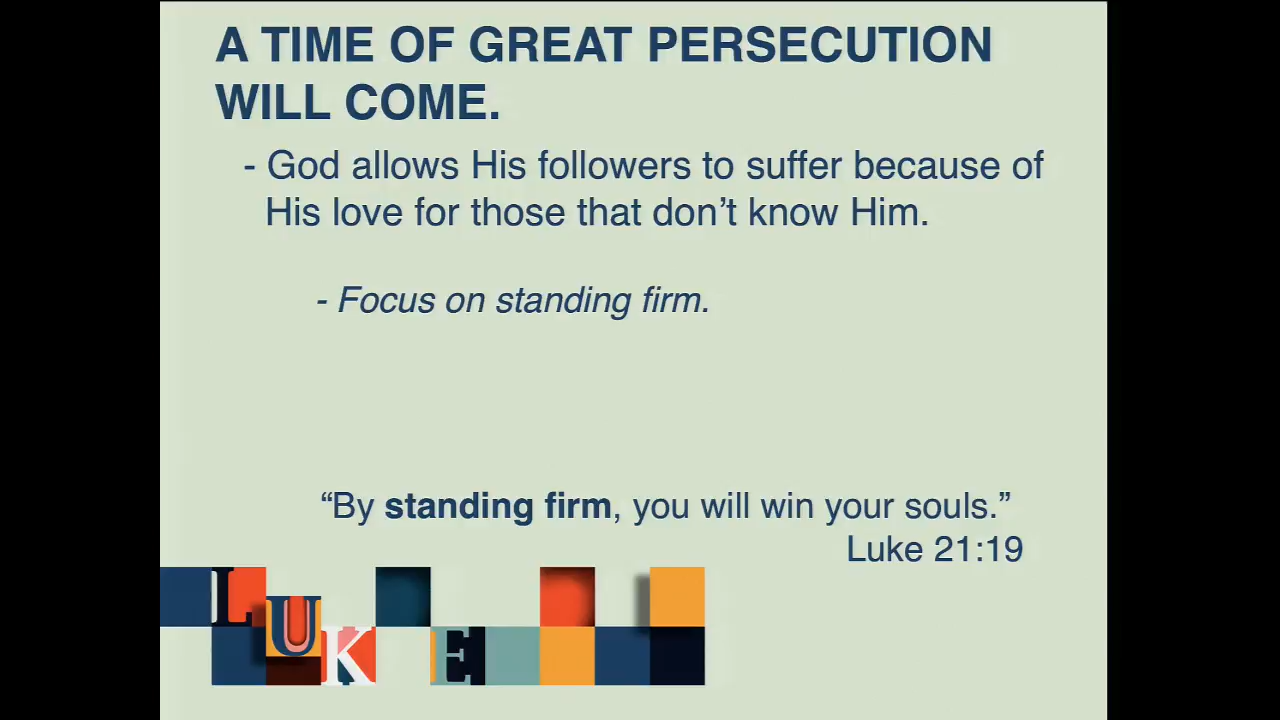 A TIME OF GREAT PERSECUTION
WILL COME.
- God allows His followers to suffer because of
His love for those that don’t know Him.
- Focus on standing firm.
“By standing firm, you will win your souls.”
Luke 21:19
LUKE